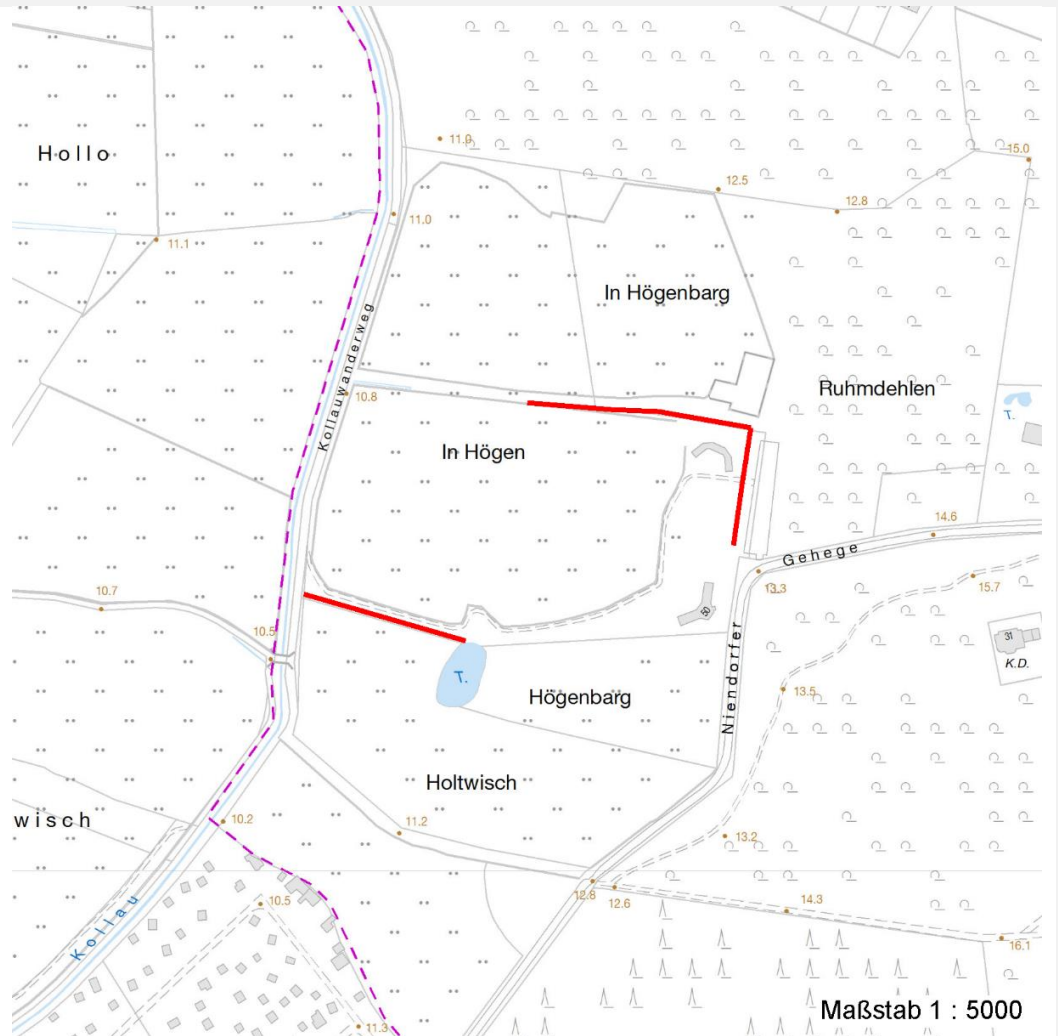 Hollo
11.0
15.0
12.5
12.8
11.0
11.1
In Högenbarg
Kollauwanderweg
10.8
Ruhmdehlen
T.
In Högen
14.6
Gehege
13.3
15.7
10.7
50
31
K.D.
10.5
T.
13.5
Högenbarg
Niendorfer
Holtwisch
wisch
10.2
11.2
13.2
12.8
12.6
14.3
10.5
Kollau
16.1
11.3
Maßstab 1 : 5000